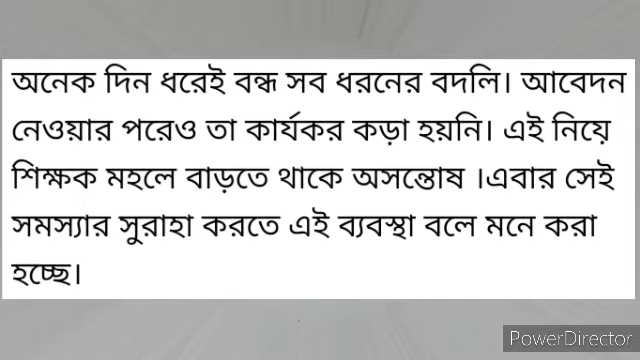 অনেক দিন ধরেই বন্ধ সব ধরনের বদলি। আবেদন
নেওয়ার পরেও তা কার্যকর কড়া হয়নি। এই নিয়ে
শিক্ষক মহলে বাড়তে থাকে অসন্তোষ ।এবার সেই
সমস্যার সুরাহা করতে এই ব্যবস্থা বলে মনে করা
হচ্ছে।
PowerDirector